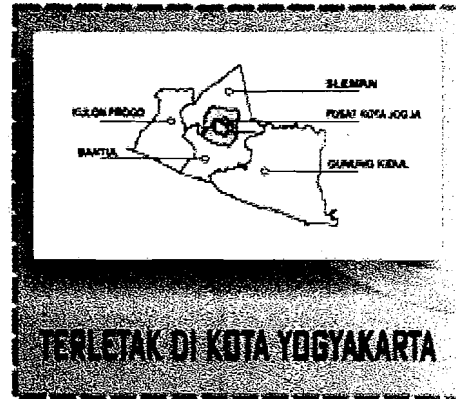 SLEMAN
KULON PROGO
PUSAT KOTA JOGJA
BANTUL
GUNUNG KIDUL
TERLETAK DI KOTA YOGYAKARTA